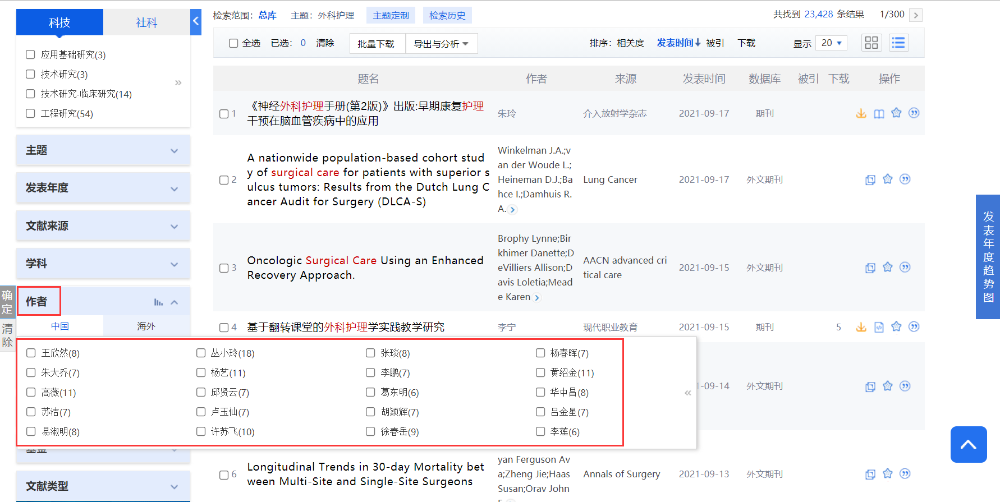 科技
社科
应用基础研究(3)
技术研究(3)
技术研究-临床研究(14)
工程研究(54)
主题
发表年度
文献来源
学科
作者
中国
海外
确定
清除
检索范围：总库
主题：外科护理
主题定制
检索历史
共找到 23,428 条结果
1/300
全选
已选：0
清除
批量下载
导出与分析
排序：
相关度
发表时间
被引
下载
显示
20
题名
作者
来源
发表时间
数据库
被引
下载
操作
1
《神经外科护理手册(第2版)》出版:早期康复护理
干预在脑血管疾病中的应用
朱玲
介入放射学杂志
2021-09-17
期刊
2
A nationwide population-based cohort stud
y of surgical care for patients with superior s
ulcus tumors: Results from the Dutch Lung C
ancer Audit for Surgery (DLCA-S)
Winkelman J.A.;v
an der Woude L.;
Heineman D.J.;Ba
hce I.;Damhuis R.
A.
Lung Cancer
2021-09-17
外文期刊
3
Oncologic Surgical Care Using an Enhanced
Recovery Approach.
Brophy Lynne;Bir
khimer Danette;D
eVilliers Allison;D
avis Loletia;Mead
e Karen
AACN advanced cri
tical care
2021-09-15
外文期刊
4
基于翻转课堂的外科护理学实践教学研究
李宁
现代职业教育
2021-09-15
期刊
5
王欣然(8)
丛小玲(18)
张琰(8)
杨春晖(7)
朱大乔(7)
杨艺(11)
李鹏(7)
黄绍金(11)
高薇(11)
邱贤云(7)
葛东明(6)
华中昌(8)
苏洁(7)
卢玉仙(7)
胡颖辉(7)
吕金星(7)
易淑明(8)
许苏飞(10)
徐春岳(9)
李莲(6)
-09-14
外文期刊
文献类型
6
Longitudinal Trends in 30-day Mortality bet
ween Multi-Site and Single-Site Surgeons
yan Ferguson Av
a;Zheng Jie;Haas
Susan;Orav John
Annals of Surgery
2021-09-13
外文期刊
发表年度趋势图